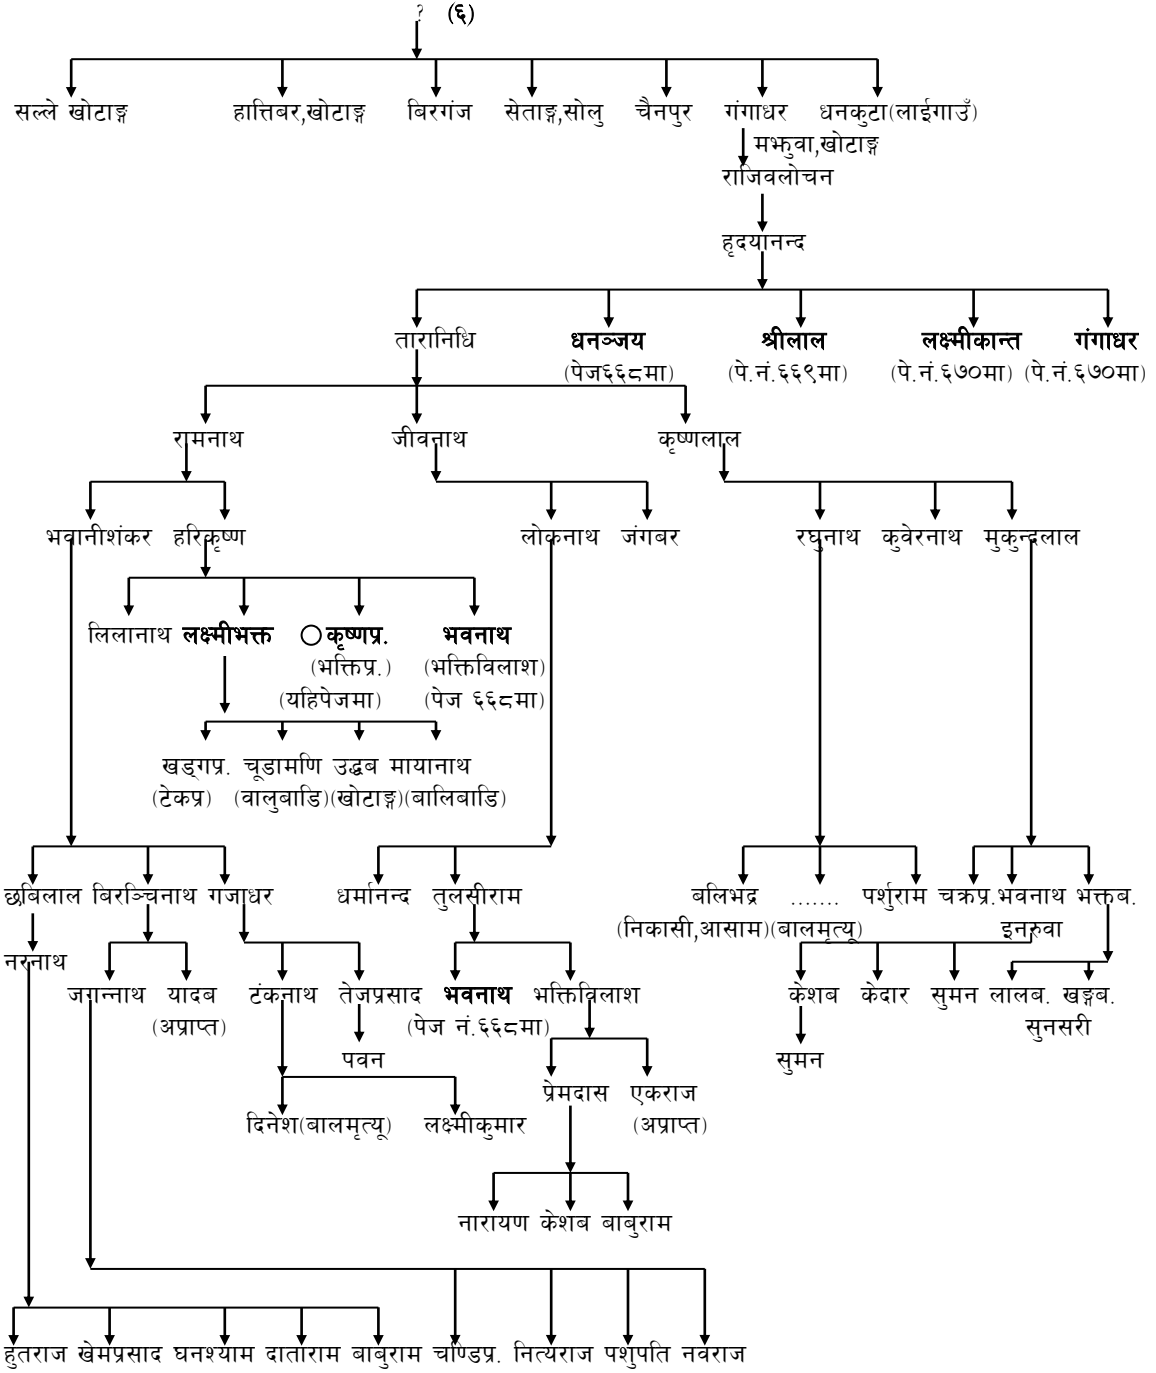 ? (६)
सल्ले खोटाङ्ग हात्तिबर,खोटाङ्ग बिरगंज सेताङ्ग,सोलु चैनपुर गंगाधर धनकुटा(लाईगाउँ)
मझुवा,खोटाङ्ग
राजिवलोचन
हृदयानन्द
तारानिधि धनञ्जय श्रीलाल लक्ष्मीकान्त गंगाधर
(पेज६६८मा) (पे.नं.६६९मा) (पे.नं.६७०मा) (पे.नं.६७०मा)
रामनाथ जीवनाथ कृष्णलाल
भवानीशंकर हरिकृष्ण लोकनाथ जंगबर रघुनाथ कुवेरनाथ मुकुन्दलाल
लिलानाथ लक्ष्मीभक्त कृष्णप्र. भवनाथ
(भक्तिप्र.) (भक्तिविलाश)
(यहिपेजमा) (पेज ६६८मा)
खड्गप्र. चूडामणि उद्धब मायानाथ
(टेकप्र) (वालुबाडि)(खोटाङ्ग)(बालिबाडि)
छबिलाल बिरञ्चिनाथ गजाधर धर्मानन्द तुलसीराम बलिभद्र ....... पर्शुराम चक्रप्र.भवनाथ भक्तब.
(निकासी,आसाम)(बालमृत्यू) इनरुवा
नरनाथ
जगन्नाथ यादब टंकनाथ तेजप्रसाद भवनाथ भक्तिविलाश केशब केदार सुमन लालब. खङ्गब.
(अप्राप्त) (पेज नं.६६८मा) सुनसरी
पवन सुमन
प्रेमदास एकराज
दिनेश(बालमृत्यू) लक्ष्मीकुमार (अप्राप्त)
नारायण केशब बाबुराम
हुतराज खेमप्रसाद घनश्याम दाताराम बाबुराम चण्डिप्र. नित्यराज पशुपति नवराज